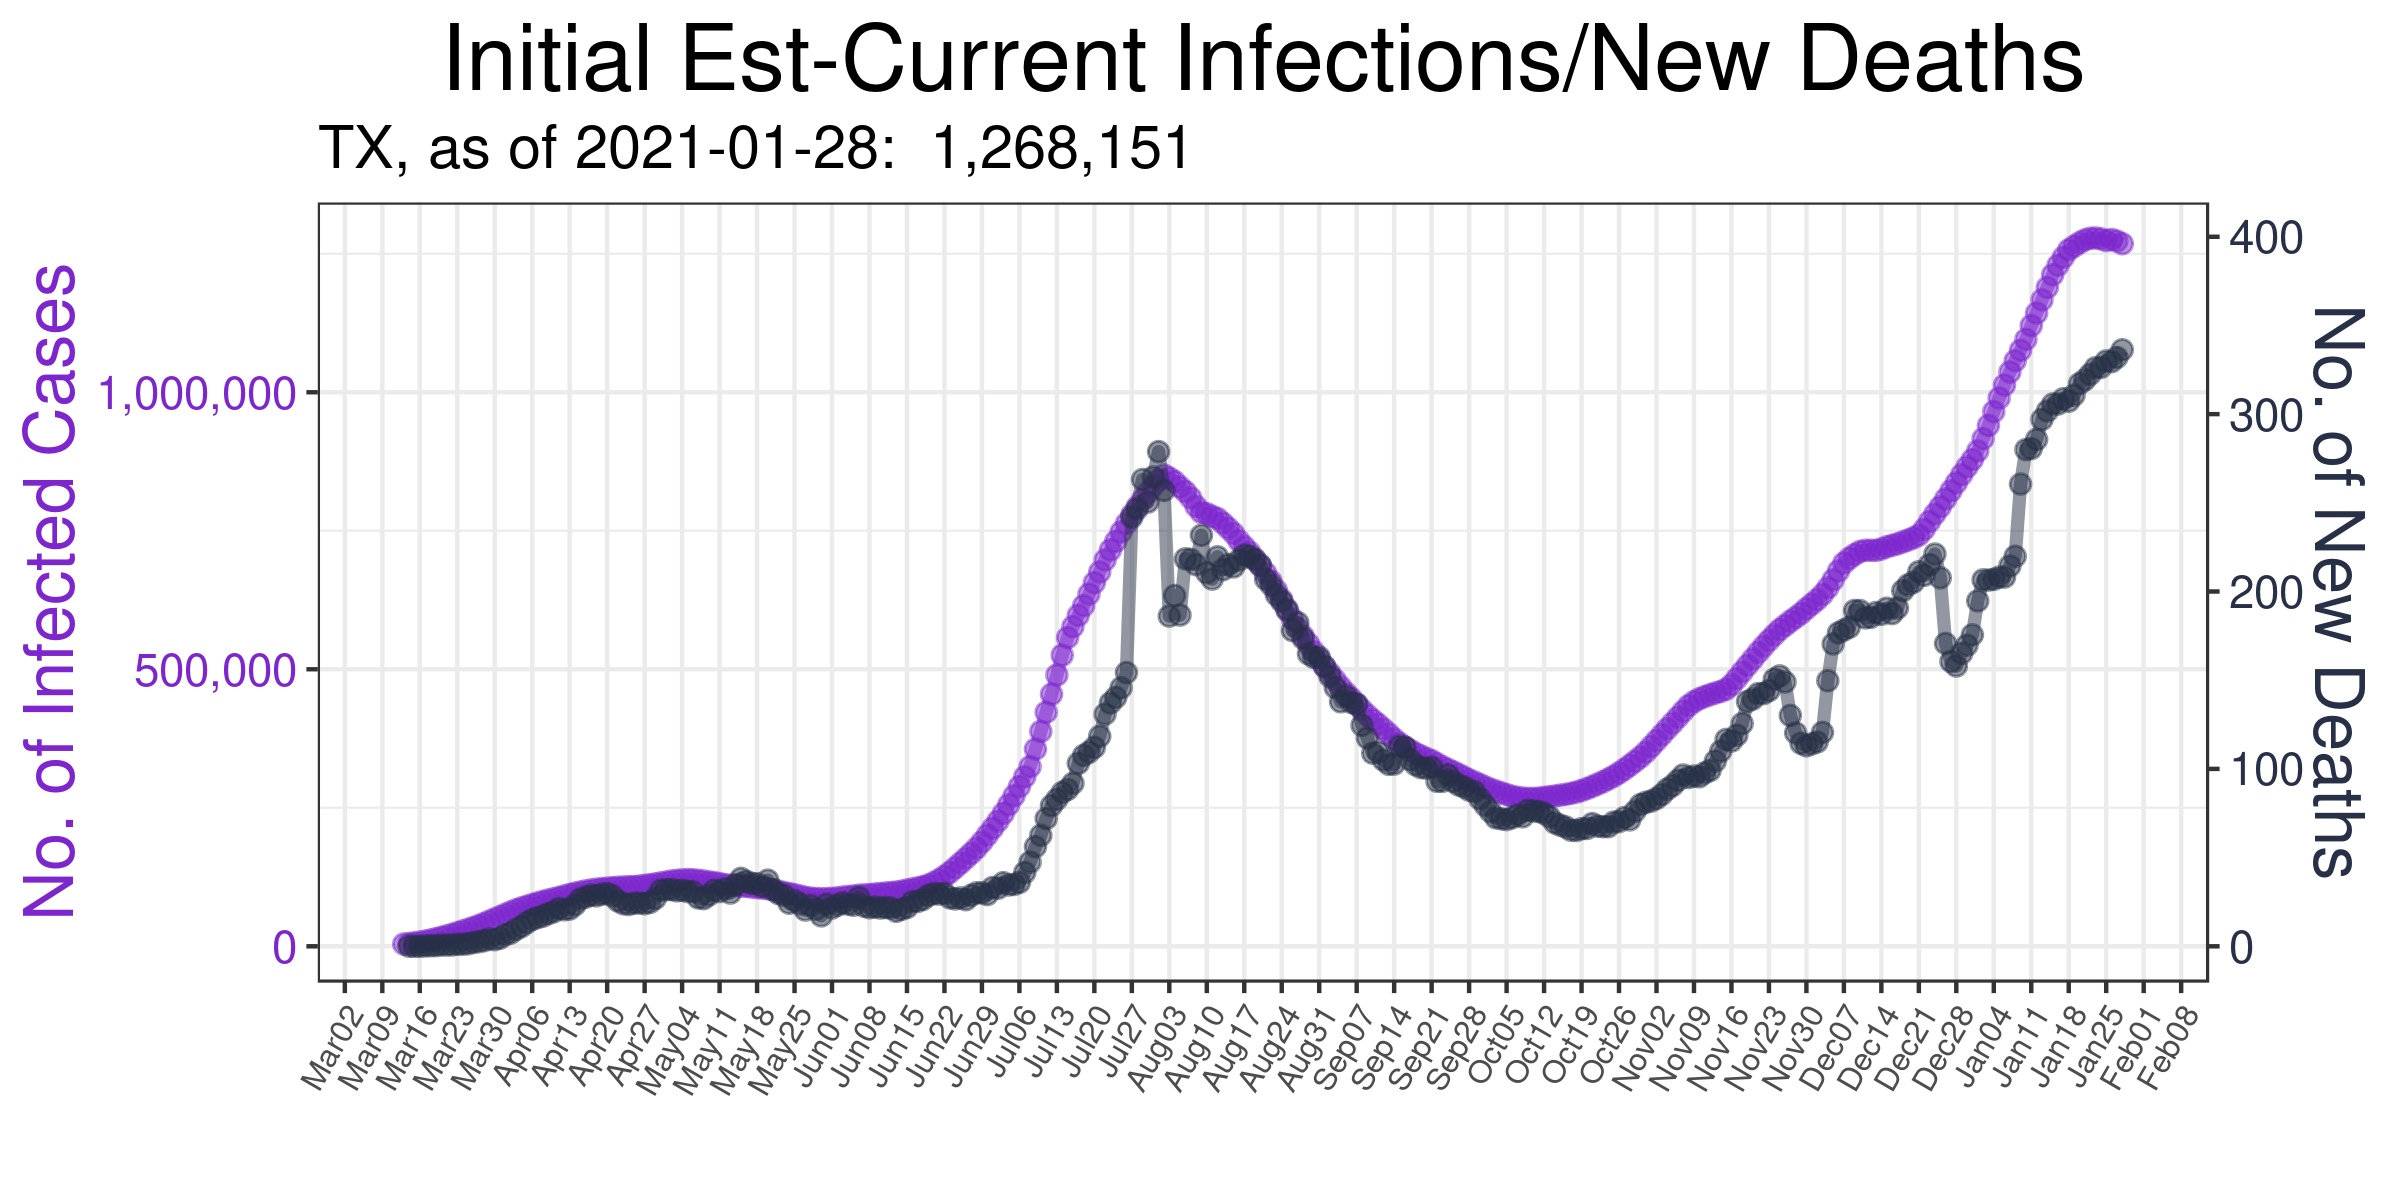 Initial Est-Current Infections/New Deaths
TX, as of 2021-01-28:  1,268,151
No. of Infected Cases
1,000,000
500,000
0
400
300
200
100
0
No. of New Deaths
Mar02
Mar09
Mar16
Mar23
Mar30
Apr06
Apr13
Apr20
Apr27
May04
May11
May18
May25
Jun01
Jun08
Jun15
Jun22
Jun29
Jul06
Jul13
Jul20
Jul27
Aug03
Aug10
Aug17
Aug24
Aug31
Sep07
Sep14
Sep21
Sep28
Oct05
Oct12
Oct19
Oct26
Nov02
Nov09
Nov16
Nov23
Nov30
Dec07
Dec14
Dec21
Dec28
Jan04
Jan11
Jan18
Jan25
Feb01
Feb08